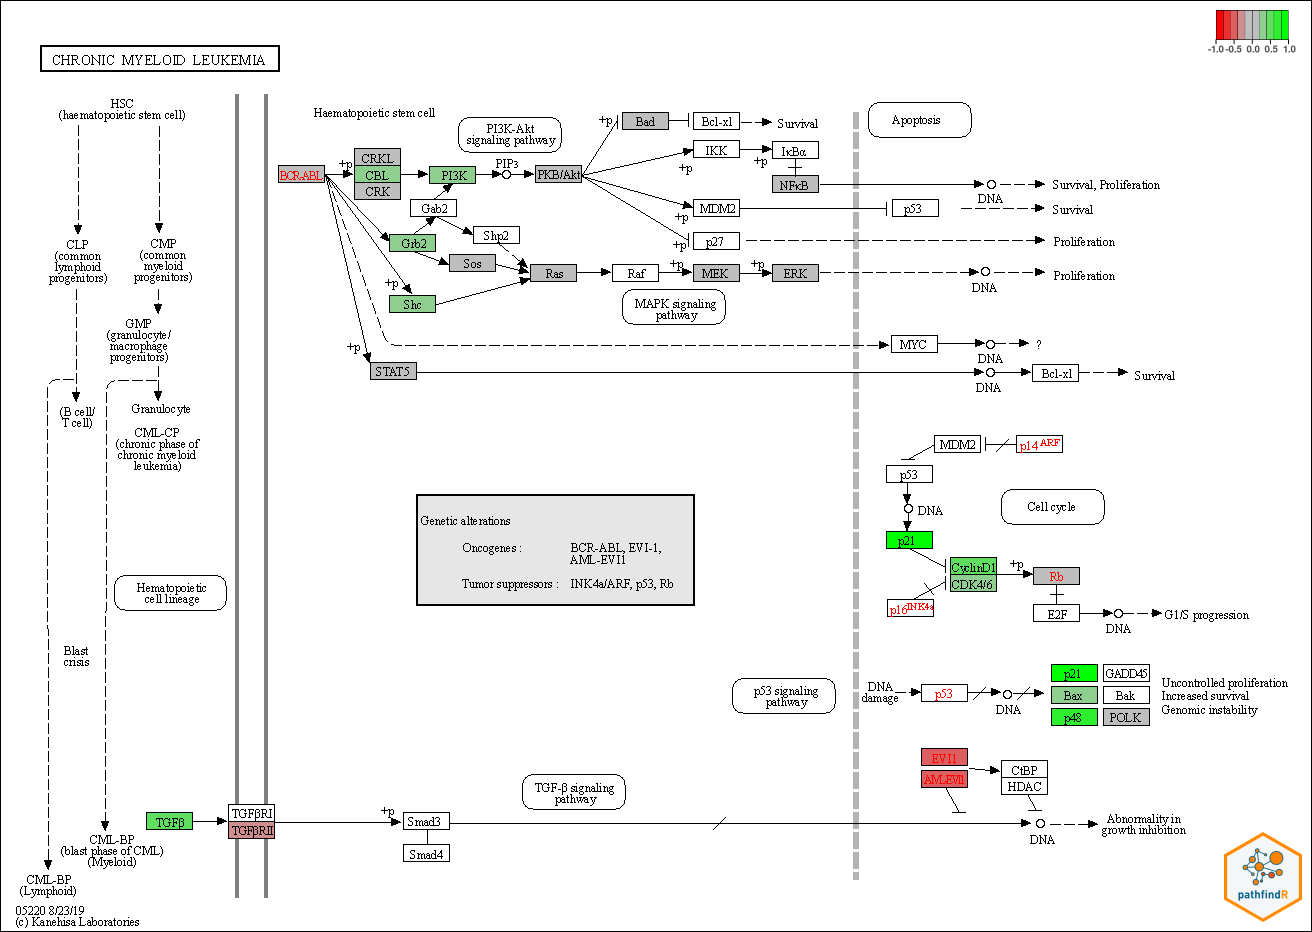 -1.0 -0.5 0.0 0.5 1.0
CHRONIC MYELOID LEUKEMIA
HSC
(haematopoietic stem cell)
CLP
(common
lymphoid
progenitors)
CMP
(common
myeloid
progenitors)
GMP
(granulocyte/
macrophage
progenitors)
(B cell/
T cell)
Granulocyte
CML-CP
(chronic phase of
chronic myeloid
leukemia)
Hematopoietic
cell lineage
Blast
crisis
CML-BP
(blast phase of CML)
(Myeloid)
CML-BP
(Lymphoid)
05220 8/23/19
(c) Kanehisa Laboratories
Haematopoietic stem cell
PI3K-Akt
signaling pathway
BCR-ABL
+p
CRKL
CBL
CRK
PI3K
PIP3
PKB/Akt
Gab2
Grb2
Shp2
Sos
+p
Shc
Ras
Raf
+p
MEK
+p
ERK
MAPK signaling
pathway
+p
STAT5
+p
Bad
Bcl-xl
Survival
IKK
+p
+p
IκBα
NFκB
DNA
Survival, Proliferation
MDM2
+p
p53
Survival
p27
+p
Proliferation
DNA
Proliferation
MYC
DNA
?
DNA
Bcl-xl
Survival
Apoptosis
MDM2
p14 ARF
p53
DNA
p21
Cell cycle
CyclinD1
CDK4/6
p16 INK4a
+p
Rb
E2F
DNA
G1/S progression
Genetic alterations
Oncogenes : BCR-ABL, EVI-1,
AML-EVI1
Tumor suppressors : INK4a/ARF, p53, Rb
p53 signaling
pathway
DNA
damage
p53
DNA
p21
GADD45
Bax
Bak
p48
POLK
Uncontrolled proliferation
Increased survival
Genomic instability
EVI1
AML-EVI1
CtBP
HDAC
TGF-β signaling
pathway
TGFβ
TGFβRI
TGFβRII
+p
Smad3
Smad4
DNA
Abnormality in
growth inhibition
pathfindR